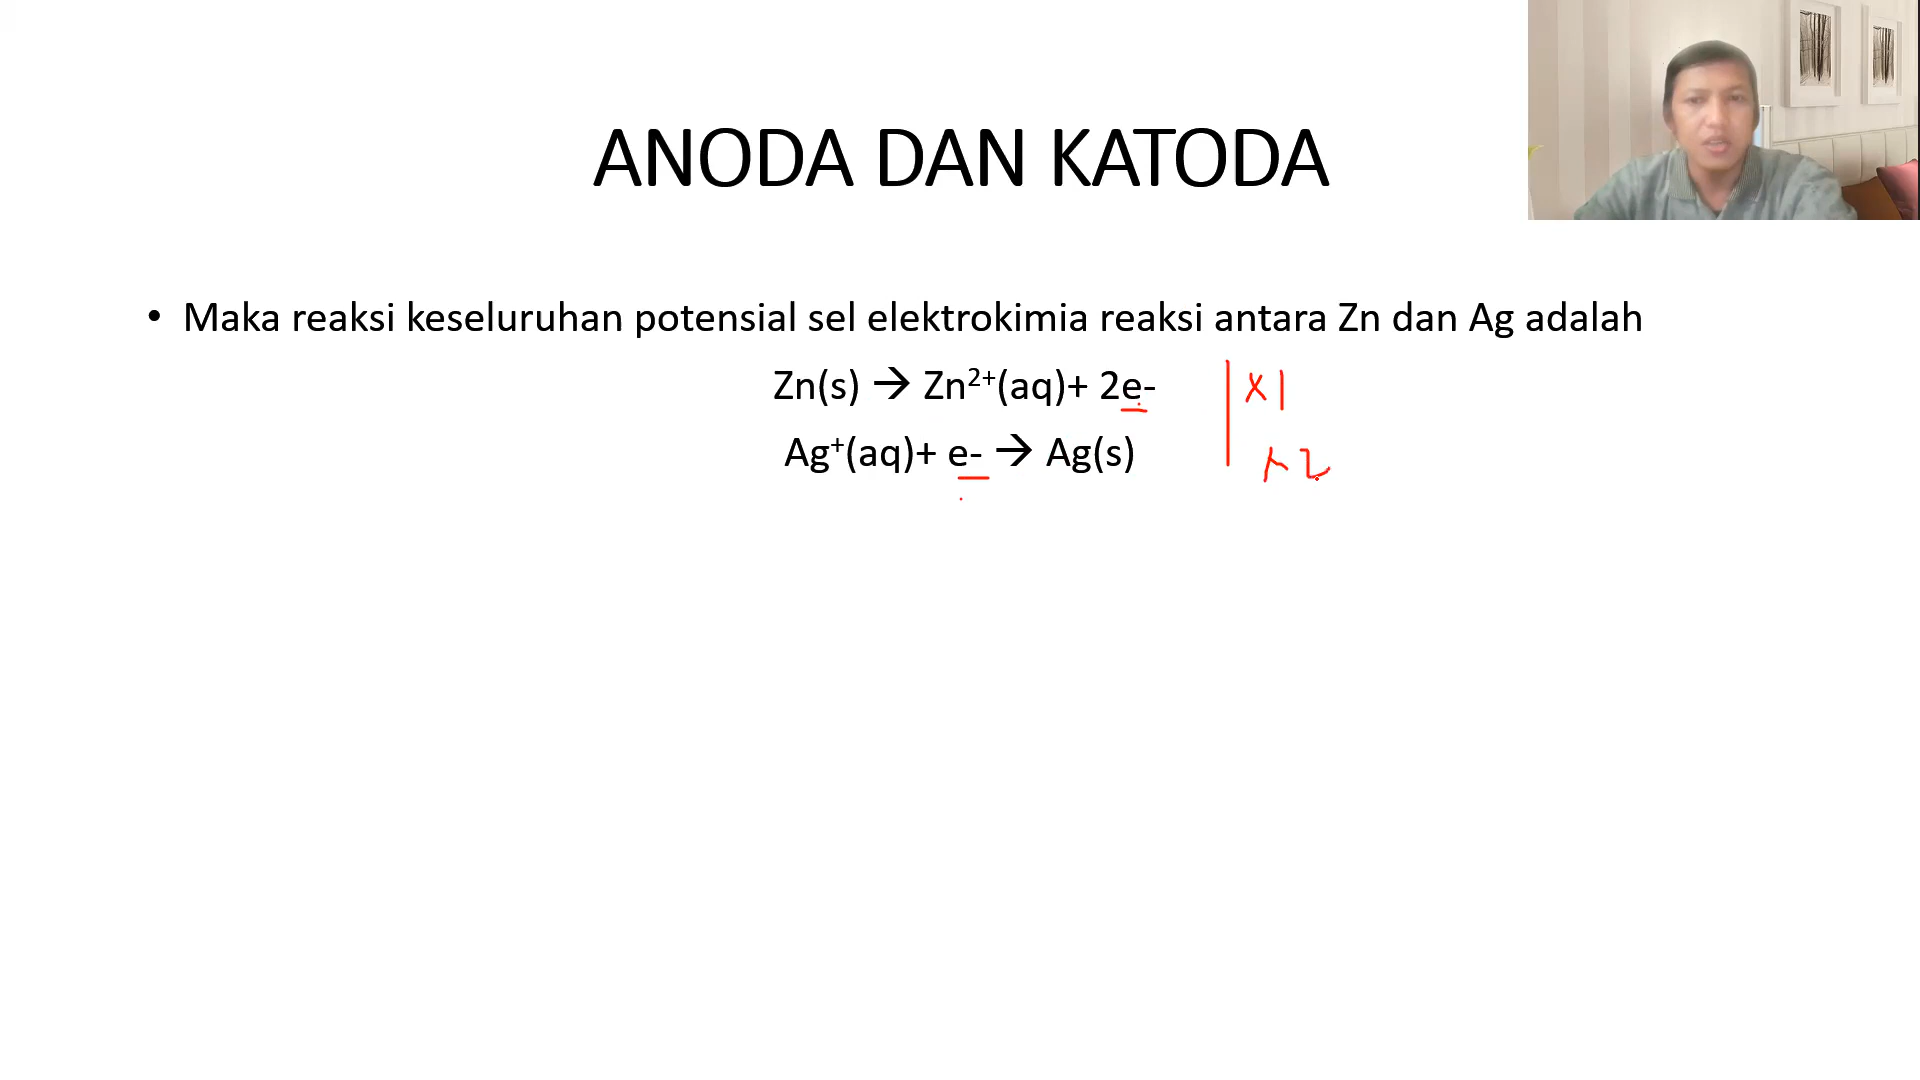 ANODA DAN KATODA
• Maka reaksi keseluruhan potensial sel elektrokimia reaksi antara Zn dan Ag adalah
Zn(s) → Zn²⁺(aq)+ 2e- | x1
Ag⁺(aq)+ e- → Ag(s) | x2